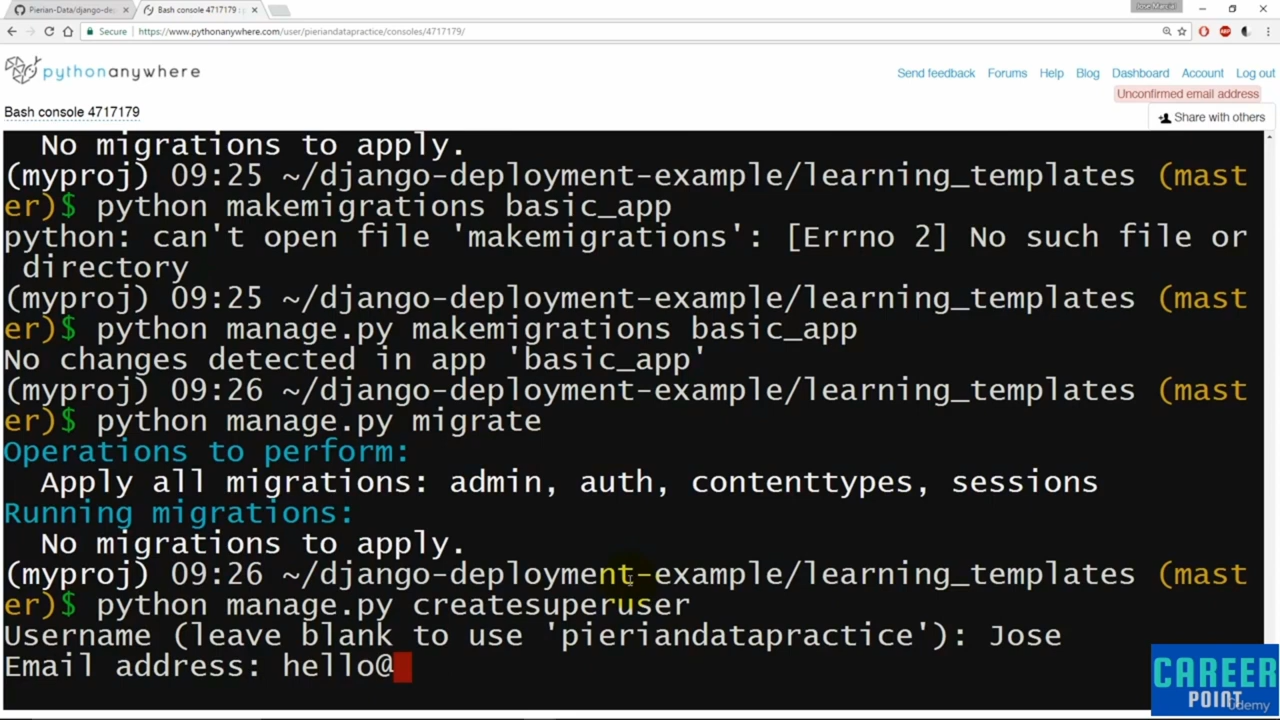 Pierian-Data/django-de
Bash console 4717179 :
Jose Marcial
Secure
https://www.pythonanywhere.com/user/pieriandatapractice/consoles/4717179/
pythonanywhere
Send feedback Forums Help Blog Dashboard Account Log out
Unconfirmed email address
Bash console 4717179
Share with others
No migrations to apply.
(myproj) 09:25 ~/django-deployment-example/learning_templates (mast
er)$ python makemigrations basic_app
python: can't open file 'makemigrations': [Errno 2] No such file or
directory
(myproj) 09:25 ~/django-deployment-example/learning_templates (mast
er)$ python manage.py makemigrations basic_app
No changes detected in app 'basic_app'
(myproj) 09:26 ~/django-deployment-example/learning_templates (mast
er)$ python manage.py migrate
Operations to perform:
Apply all migrations: admin, auth, contenttypes, sessions
Running migrations:
No migrations to apply.
(myproj) 09:26 ~/django-deployment-example/learning_templates (mast
er)$ python manage.py createsuperuser
Username (leave blank to use 'pieriandatapractice'): Jose
Email address: hello@
CAREER
POINT
udemy